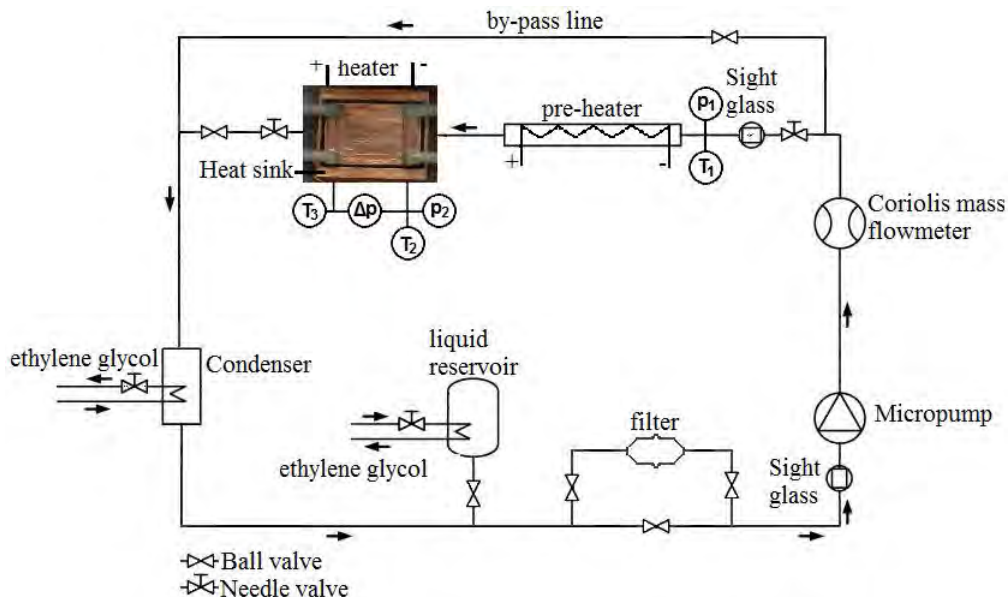 by-pass line
+ heater -
Sight
glass
pre-heater
p1
+ -
T1
Heat sink
T3 Δp p2
T2
Coriolis mass
flowmeter
ethylene glycol
Condenser
liquid
reservoir
ethylene glycol
filter
Micropump
Sight
glass
Ball valve
Needle valve